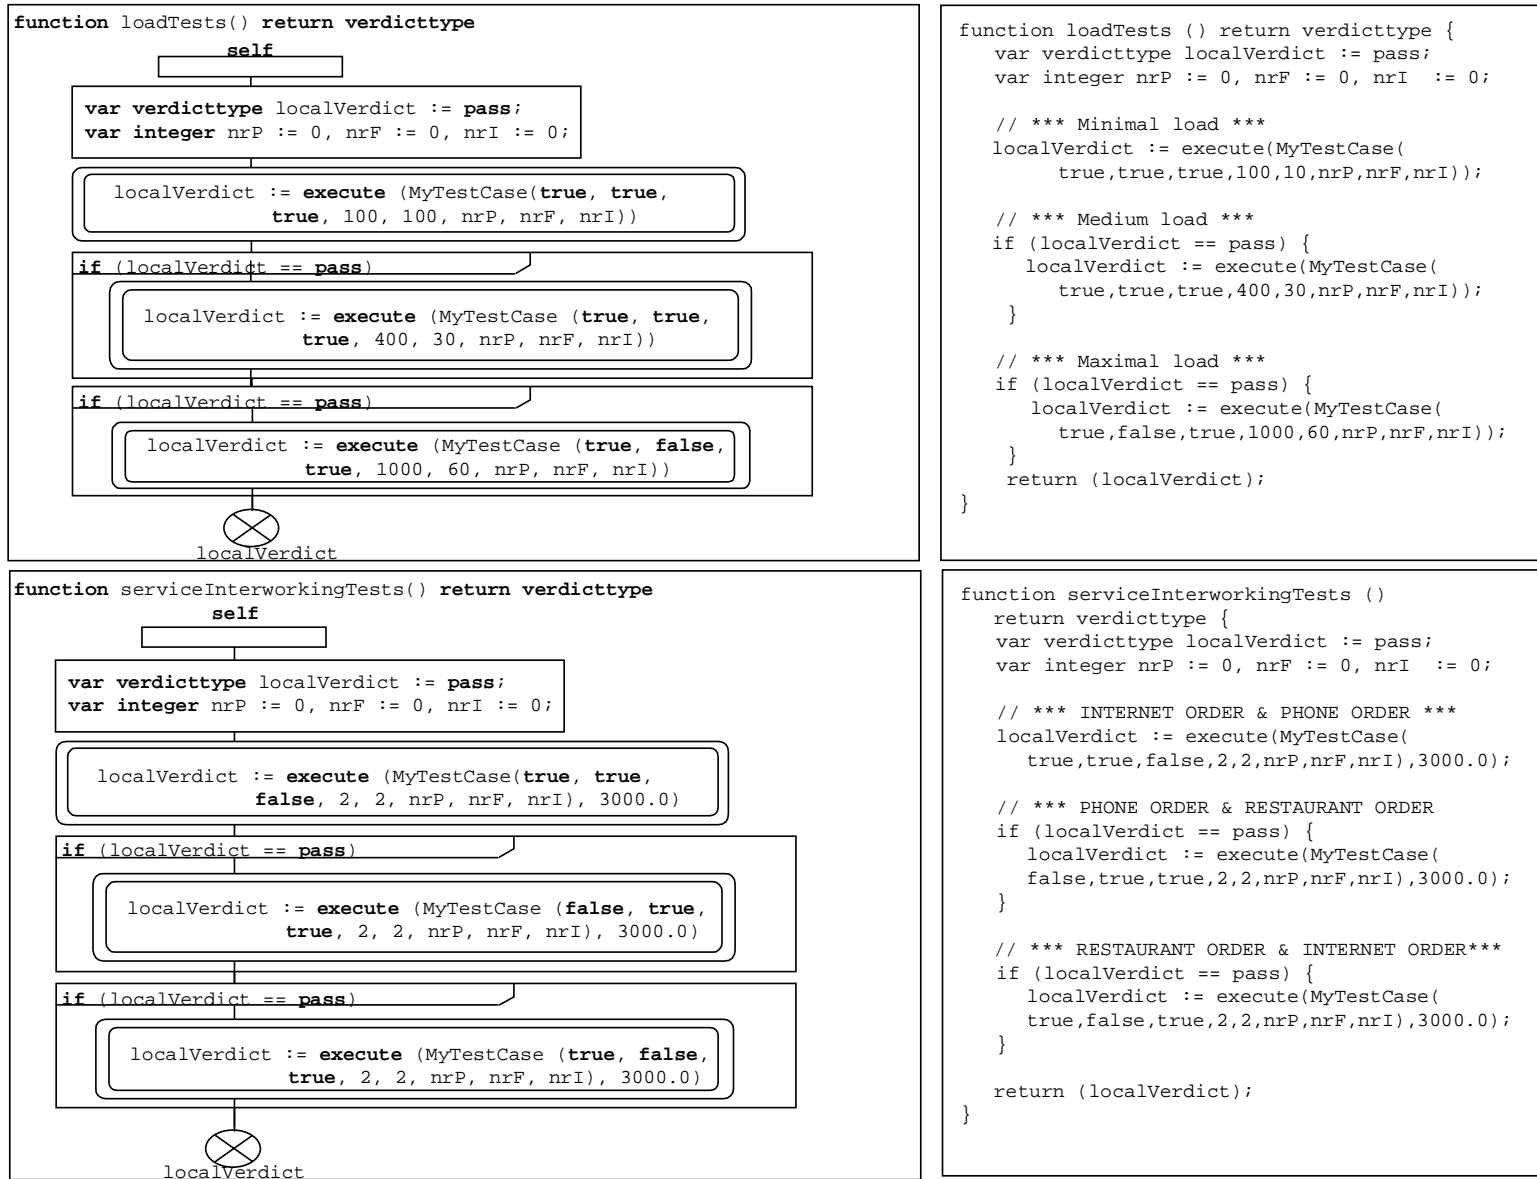 function loadTests() return verdicttype
self
var verdicttype localVerdict := pass;
var integer nrP := 0, nrF := 0, nrI := 0;
localVerdict := execute (MyTestCase(true, true,
true, 100, 100, nrP, nrF, nrI))
if (localVerdict == pass)
localVerdict := execute (MyTestCase (true, true,
true, 400, 30, nrP, nrF, nrI))
if (localVerdict == pass)
localVerdict := execute (MyTestCase (true, false,
true, 1000, 60, nrP, nrF, nrI))
localVerdict
function loadTests () return verdicttype {
var verdicttype localVerdict := pass;
var integer nrP := 0, nrF := 0, nrI := 0;
// *** Minimal load ***
localVerdict := execute(MyTestCase(
true,true,true,100,10,nrP,nrF,nrI));
// *** Medium load ***
if (localVerdict == pass) {
localVerdict := execute(MyTestCase(
true,true,true,400,30,nrP,nrF,nrI));
}
// *** Maximal load ***
if (localVerdict == pass) {
localVerdict := execute(MyTestCase(
true,false,true,1000,60,nrP,nrF,nrI));
}
return (localVerdict);
}
function serviceInterworkingTests() return verdicttype
self
var verdicttype localVerdict := pass;
var integer nrP := 0, nrF := 0, nrI := 0;
localVerdict := execute (MyTestCase(true, true,
false, 2, 2, nrP, nrF, nrI), 3000.0)
if (localVerdict == pass)
localVerdict := execute (MyTestCase (false, true,
true, 2, 2, nrP, nrF, nrI), 3000.0)
if (localVerdict == pass)
localVerdict := execute (MyTestCase (true, false,
true, 2, 2, nrP, nrF, nrI), 3000.0)
localVerdict
function serviceInterworkingTests ()
return verdicttype {
var verdicttype localVerdict := pass;
var integer nrP := 0, nrF := 0, nrI := 0;
// *** INTERNET ORDER & PHONE ORDER ***
localVerdict := execute(MyTestCase(
true,true,false,2,2,nrP,nrF,nrI),3000.0);
// *** PHONE ORDER & RESTAURANT ORDER
if (localVerdict == pass) {
localVerdict := execute(MyTestCase(
false,true,true,2,2,nrP,nrF,nrI),3000.0);
}
// *** RESTAURANT ORDER & INTERNET ORDER***
if (localVerdict == pass) {
localVerdict := execute(MyTestCase(
true,false,true,2,2,nrP,nrF,nrI),3000.0);
}
return (localVerdict);
}